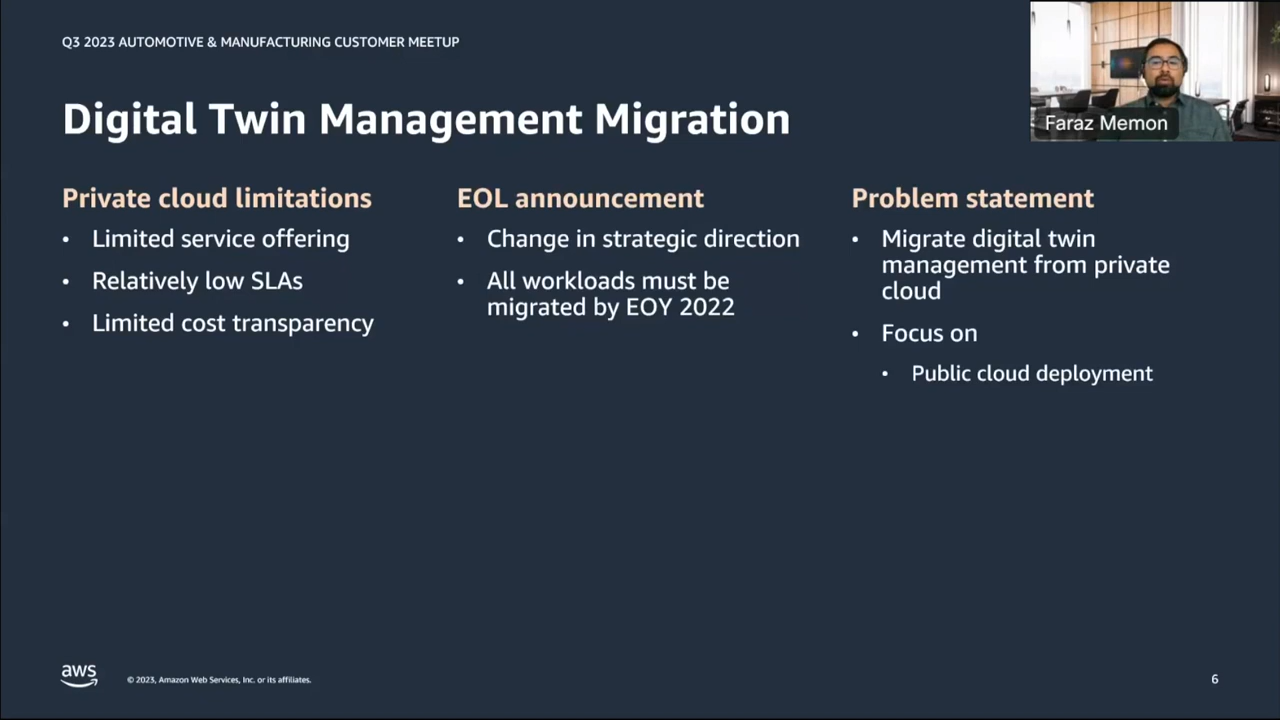 Q3 2023 AUTOMOTIVE & MANUFACTURING CUSTOMER MEETUP
Faraz Memon
Digital Twin Management Migration
Private cloud limitations
• Limited service offering
• Relatively low SLAs
• Limited cost transparency
EOL announcement
• Change in strategic direction
• All workloads must be
migrated by EOY 2022
Problem statement
• Migrate digital twin
management from private
cloud
• Focus on
• Public cloud deployment
aws
© 2023, Amazon Web Services, Inc. or its affiliates.
6